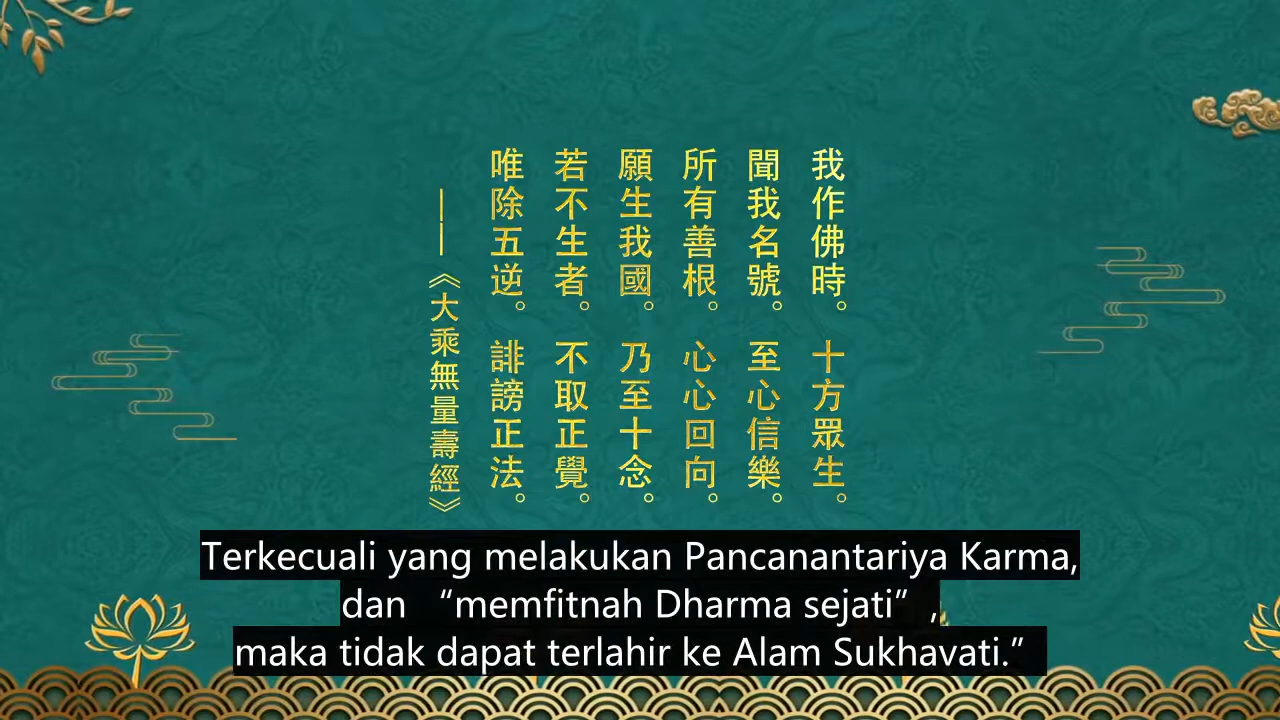 我作佛時。十方眾生。
聞我名號。至心信樂。
所有善根。心心回向。
願生我國。乃至十念。
若不生者。不取正覺。
唯除五逆。誹謗正法。
——《大乘無量壽經》
Terkecuali yang melakukan Pancanantariya Karma,
dan “memfitnah Dharma sejati”,
maka tidak dapat terlahir ke Alam Sukhavati.”